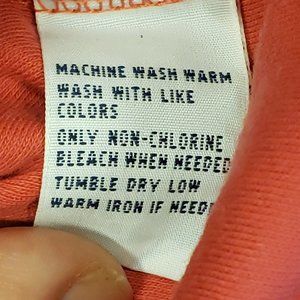 MACHINE WASH WARM
WASH WITH LIKE
COLORS
ONLY NON-CHLORINE
BLEACH WHEN NEEDED
TUMBLE DRY LOW
WARM IRON IF NEED